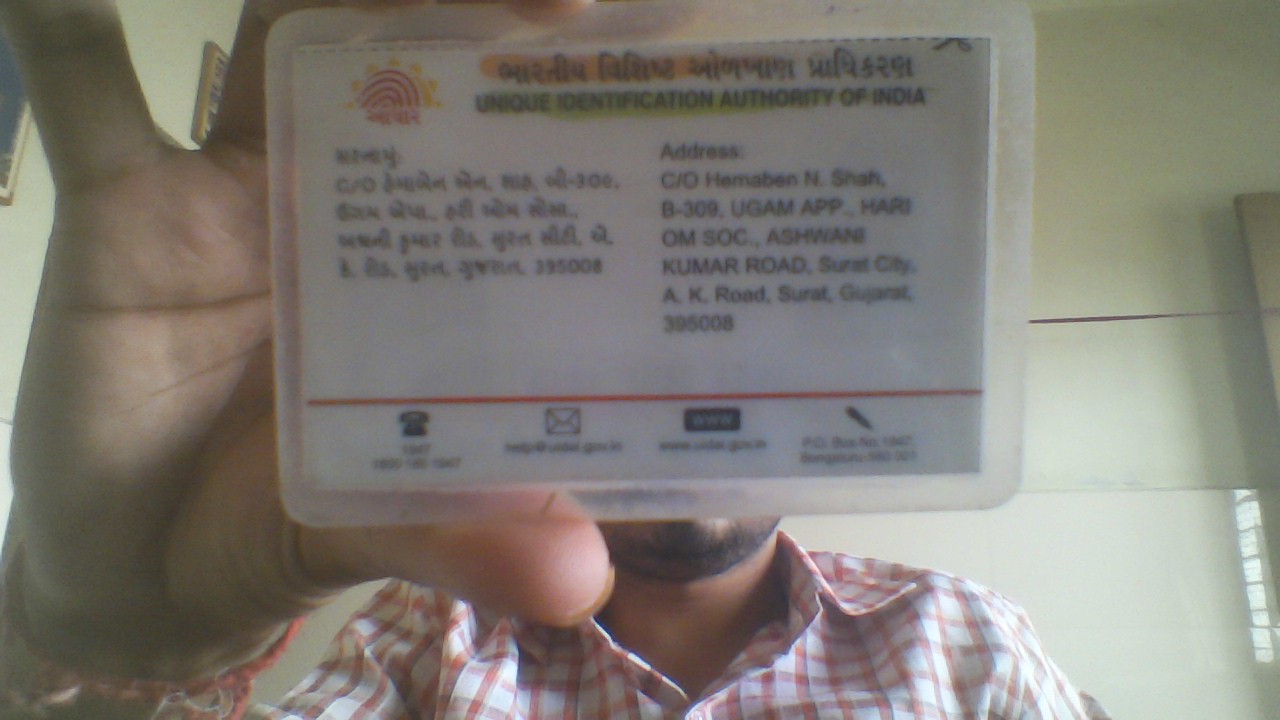 ભારતીય વિશિષ્ટ ઓળખાણ પ્રાધિકરણ
UNIQUE IDENTIFICATION AUTHORITY OF INDIA
આધાર
સરનામું:
C/O હેમાબેન એન. શાહ, બી-૩૦૯,
ઉગમ એપા., હરી ઓમ સોસા.,
અશ્વની કુમાર રોડ, સુરત સીટી, એ.
કે. રોડ, સુરત, ગુજરાત, 395008
Address:
C/O Hemaben N. Shah,
B-309, UGAM APP., HARI
OM SOC., ASHWANI
KUMAR ROAD, Surat City,
A. K. Road, Surat, Gujarat,
395008
1947
1800 180 1947
help@uidai.gov.in
www
www.uidai.gov.in
P.O. Box No.1947,
Bengaluru-560 001